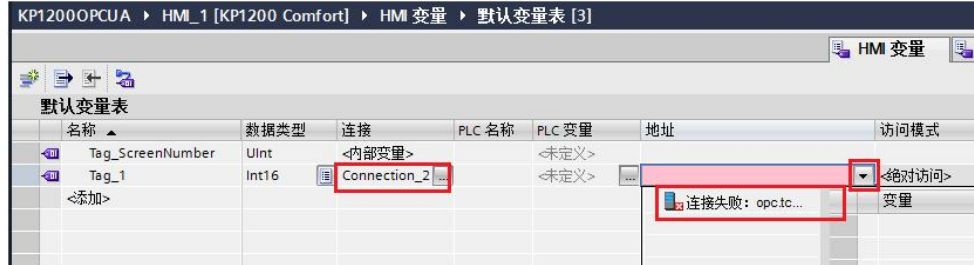 KP1200OPCUA ▸ HMI_1 [KP1200 Comfort] ▸ HMI 变量 ▸ 默认变量表 [3]
HMI 变量
默认变量表
名称 ▲ 数据类型 连接 PLC 名称 PLC 变量 地址 访问模式
Tag_ScreenNumber UInt <内部变量> <未定义>
Tag_1 Int16 Connection_2 ... <未定义> ... <绝对访问>
<添加> 连接失败：opc.tc... 变量